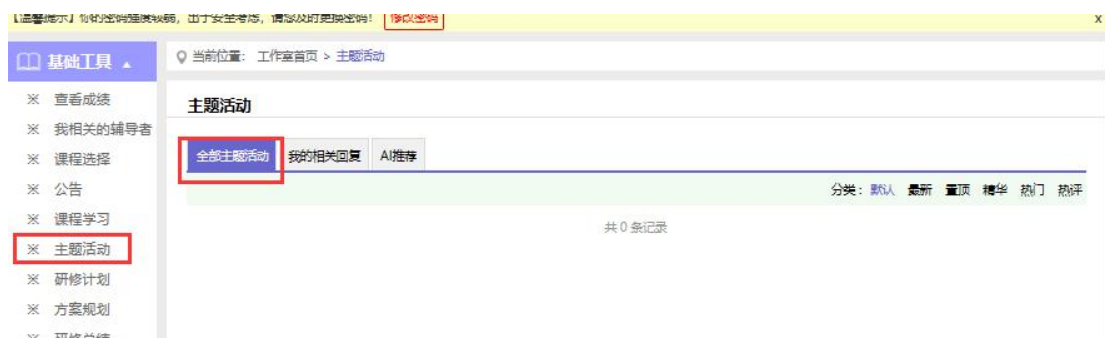 【温馨提示】你的密码强度较弱，出于安全考虑，请您及时更换密码！ 修改密码 x
基础工具 ▲
当前位置： 工作室首页 > 主题活动
※ 查看成绩
※ 我相关的辅导者
※ 课程选择
※ 公告
※ 课程学习
※ 主题活动
※ 研修计划
※ 方案规划
※ 研修总结
主题活动
全部主题活动 我的相关回复 AI推荐
分类： 默认 最新 置顶 精华 热门 热评
共 0 条记录